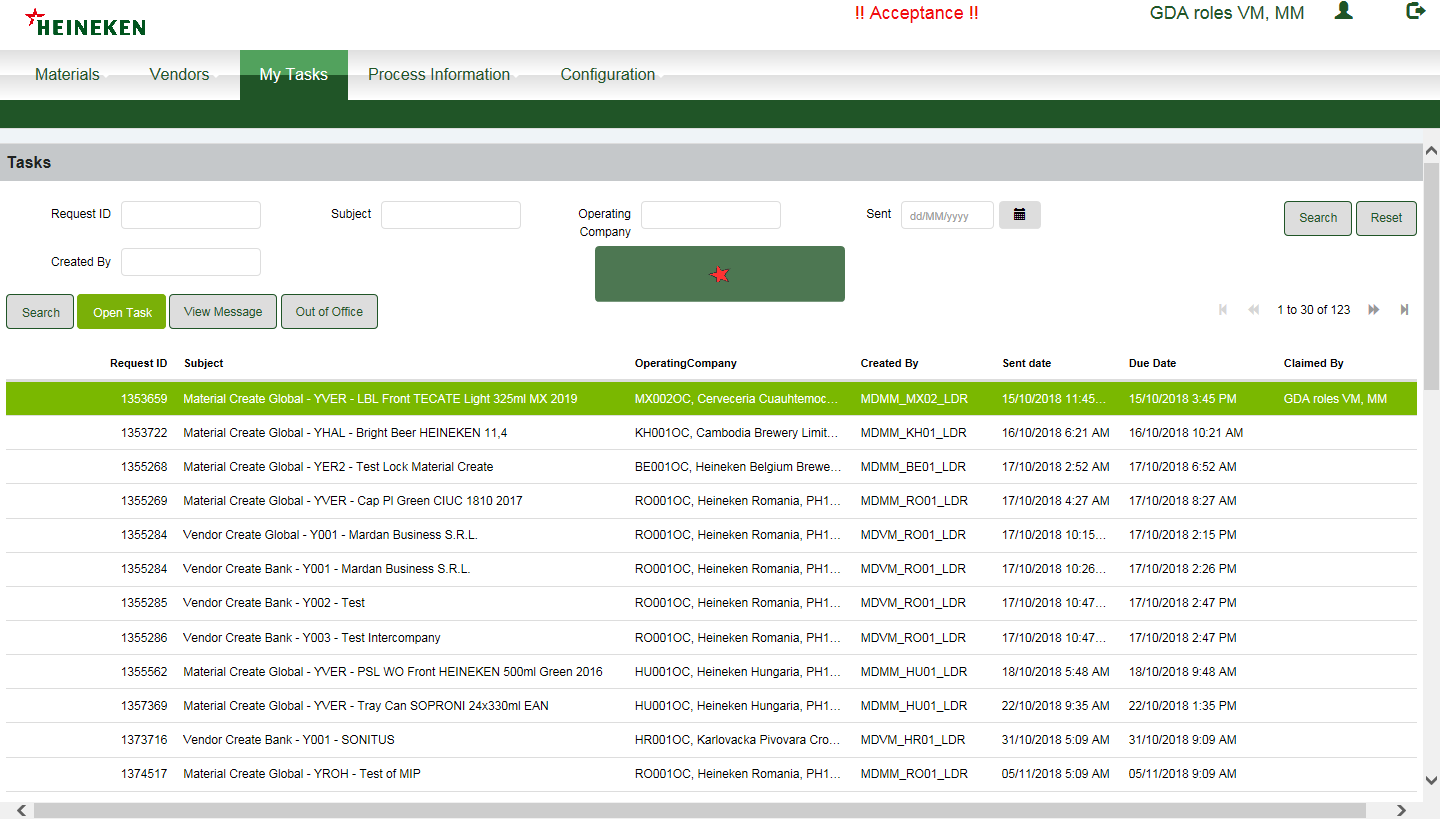 HEINEKEN
!! Acceptance !!
GDA roles VM, MM
Materials Vendors My Tasks Process Information Configuration
Tasks
Request ID Subject Operating Company Sent dd/MM/yyyy Search Reset
Created By
Search Open Task View Message Out of Office 1 to 30 of 123
Request ID Subject OperatingCompany Created By Sent date Due Date Claimed By
1353659 Material Create Global - YVER - LBL Front TECATE Light 325ml MX 2019 MX002OC, Cerveceria Cuauhtemoc... MDMM_MX02_LDR 15/10/2018 11:45... 15/10/2018 3:45 PM GDA roles VM, MM
1353722 Material Create Global - YHAL - Bright Beer HEINEKEN 11,4 KH001OC, Cambodia Brewery Limit... MDMM_KH01_LDR 16/10/2018 6:21 AM 16/10/2018 10:21 AM
1355268 Material Create Global - YER2 - Test Lock Material Create BE001OC, Heineken Belgium Brewe... MDMM_BE01_LDR 17/10/2018 2:52 AM 17/10/2018 6:52 AM
1355269 Material Create Global - YVER - Cap Pl Green CIUC 1810 2017 RO001OC, Heineken Romania, PH1... MDMM_RO01_LDR 17/10/2018 4:27 AM 17/10/2018 8:27 AM
1355284 Vendor Create Global - Y001 - Mardan Business S.R.L. RO001OC, Heineken Romania, PH1... MDVM_RO01_LDR 17/10/2018 10:15... 17/10/2018 2:15 PM
1355284 Vendor Create Bank - Y001 - Mardan Business S.R.L. RO001OC, Heineken Romania, PH1... MDVM_RO01_LDR 17/10/2018 10:26... 17/10/2018 2:26 PM
1355285 Vendor Create Bank - Y002 - Test RO001OC, Heineken Romania, PH1... MDVM_RO01_LDR 17/10/2018 10:47... 17/10/2018 2:47 PM
1355286 Vendor Create Bank - Y003 - Test Intercompany RO001OC, Heineken Romania, PH1... MDVM_RO01_LDR 17/10/2018 10:47... 17/10/2018 2:47 PM
1355562 Material Create Global - YVER - PSL WO Front HEINEKEN 500ml Green 2016 HU001OC, Heineken Hungaria, PH1... MDMM_HU01_LDR 18/10/2018 5:48 AM 18/10/2018 9:48 AM
1357369 Material Create Global - YVER - Tray Can SOPRONI 24x330ml EAN HU001OC, Heineken Hungaria, PH1... MDMM_HU01_LDR 22/10/2018 9:35 AM 22/10/2018 1:35 PM
1373716 Vendor Create Bank - Y001 - SONITUS HR001OC, Karlovacka Pivovara Cro... MDVM_HR01_LDR 31/10/2018 5:09 AM 31/10/2018 9:09 AM
1374517 Material Create Global - YROH - Test of MIP RO001OC, Heineken Romania, PH1... MDMM_RO01_LDR 05/11/2018 5:09 AM 05/11/2018 9:09 AM